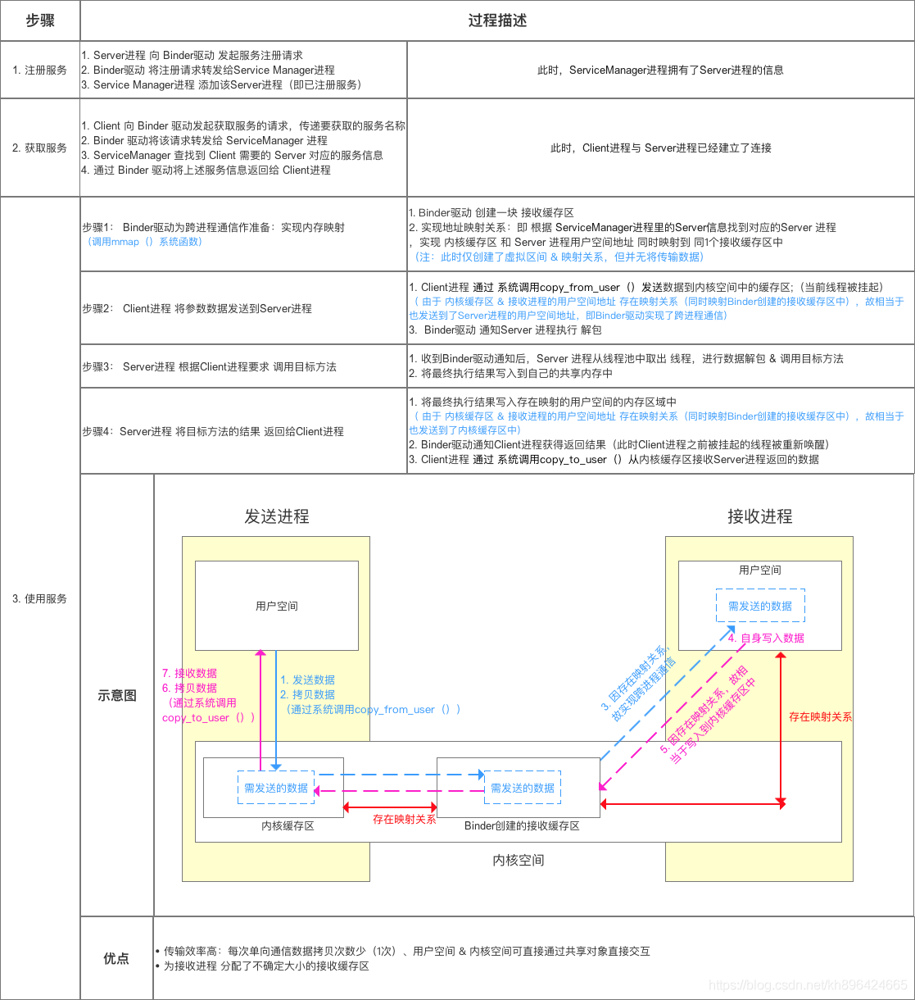 步骤
过程描述
1. 注册服务
1. Server进程 向 Binder驱动 发起服务注册请求
2. Binder驱动 将注册请求转发给Service Manager进程
3. Service Manager进程 添加该Server进程（即已注册服务）
此时，ServiceManager进程拥有了Server进程的信息
2. 获取服务
1. Client 向 Binder 驱动发起获取服务的请求，传递要获取的服务名称
2. Binder 驱动将该请求转发给 ServiceManager 进程
3. ServiceManager 查找到 Client 需要的 Server 对应的服务信息
4. 通过 Binder 驱动将上述服务信息返回给 Client进程
此时，Client进程与 Server进程已经建立了连接
3. 使用服务
步骤1： Binder驱动为跨进程通信作准备：实现内存映射
（调用mmap（）系统函数）
1. Binder驱动 创建一块 接收缓存区
2. 实现地址映射关系：即 根据 ServiceManager进程里的Server信息找到对应的Server 进程
，实现 内核缓存区 和 Server 进程用户空间地址 同时映射到 同1个接收缓存区中
（注：此时仅创建了虚拟区间 & 映射关系，但并无将传输数据）
步骤2： Client进程 将参数数据发送到Server进程
1. Client进程 通过 系统调用copy_from_user（）发送数据到内核空间中的缓存区;（当前线程被挂起）
（ 由于 内核缓存区 & 接收进程的用户空间地址 存在映射关系（同时映射Binder创建的接收缓存区中），故相当于
也发送到了Server进程的用户空间地址，即Binder驱动实现了跨进程通信）
3. Binder驱动 通知Server 进程执行 解包
步骤3： Server进程 根据Client进程要求 调用目标方法
1. 收到Binder驱动通知后，Server 进程从线程池中取出 线程，进行数据解包 & 调用目标方法
2. 将最终执行结果写入到自己的共享内存中
步骤4：Server进程 将目标方法的结果 返回给Client进程
1. 将最终执行结果写入存在映射的用户空间的内存区域中
（ 由于 内核缓存区 & 接收进程的用户空间地址 存在映射关系（同时映射Binder创建的接收缓存区中），故相当于
也发送到了内核缓存区中）
2. Binder驱动通知Client进程获得返回结果（此时Client进程之前被挂起的线程被重新唤醒）
3. Client进程 通过 系统调用copy_to_user（）从内核缓存区接收Server进程返回的数据
示意图
发送进程
接收进程
用户空间
用户空间
需发送的数据
4. 自身写入数据
7. 接收数据
6. 拷贝数据
（通过系统调用
copy_to_user（））
1. 发送数据
2. 拷贝数据
（通过系统调用copy_from_user（））
3. 因存在映射关系，
故实现跨进程通信
5. 因存在映射关系，故相
当于写入到内核缓存区中
存在映射关系
需发送的数据
需发送的数据
存在映射关系
内核缓存区
Binder创建的接收缓存区
内核空间
优点
• 传输效率高：每次单向通信数据拷贝次数少（1次）、用户空间 & 内核空间可直接通过共享对象直接交互
• 为接收进程 分配了不确定大小的接收缓存区
https://blog.csdn.net/kh896424665